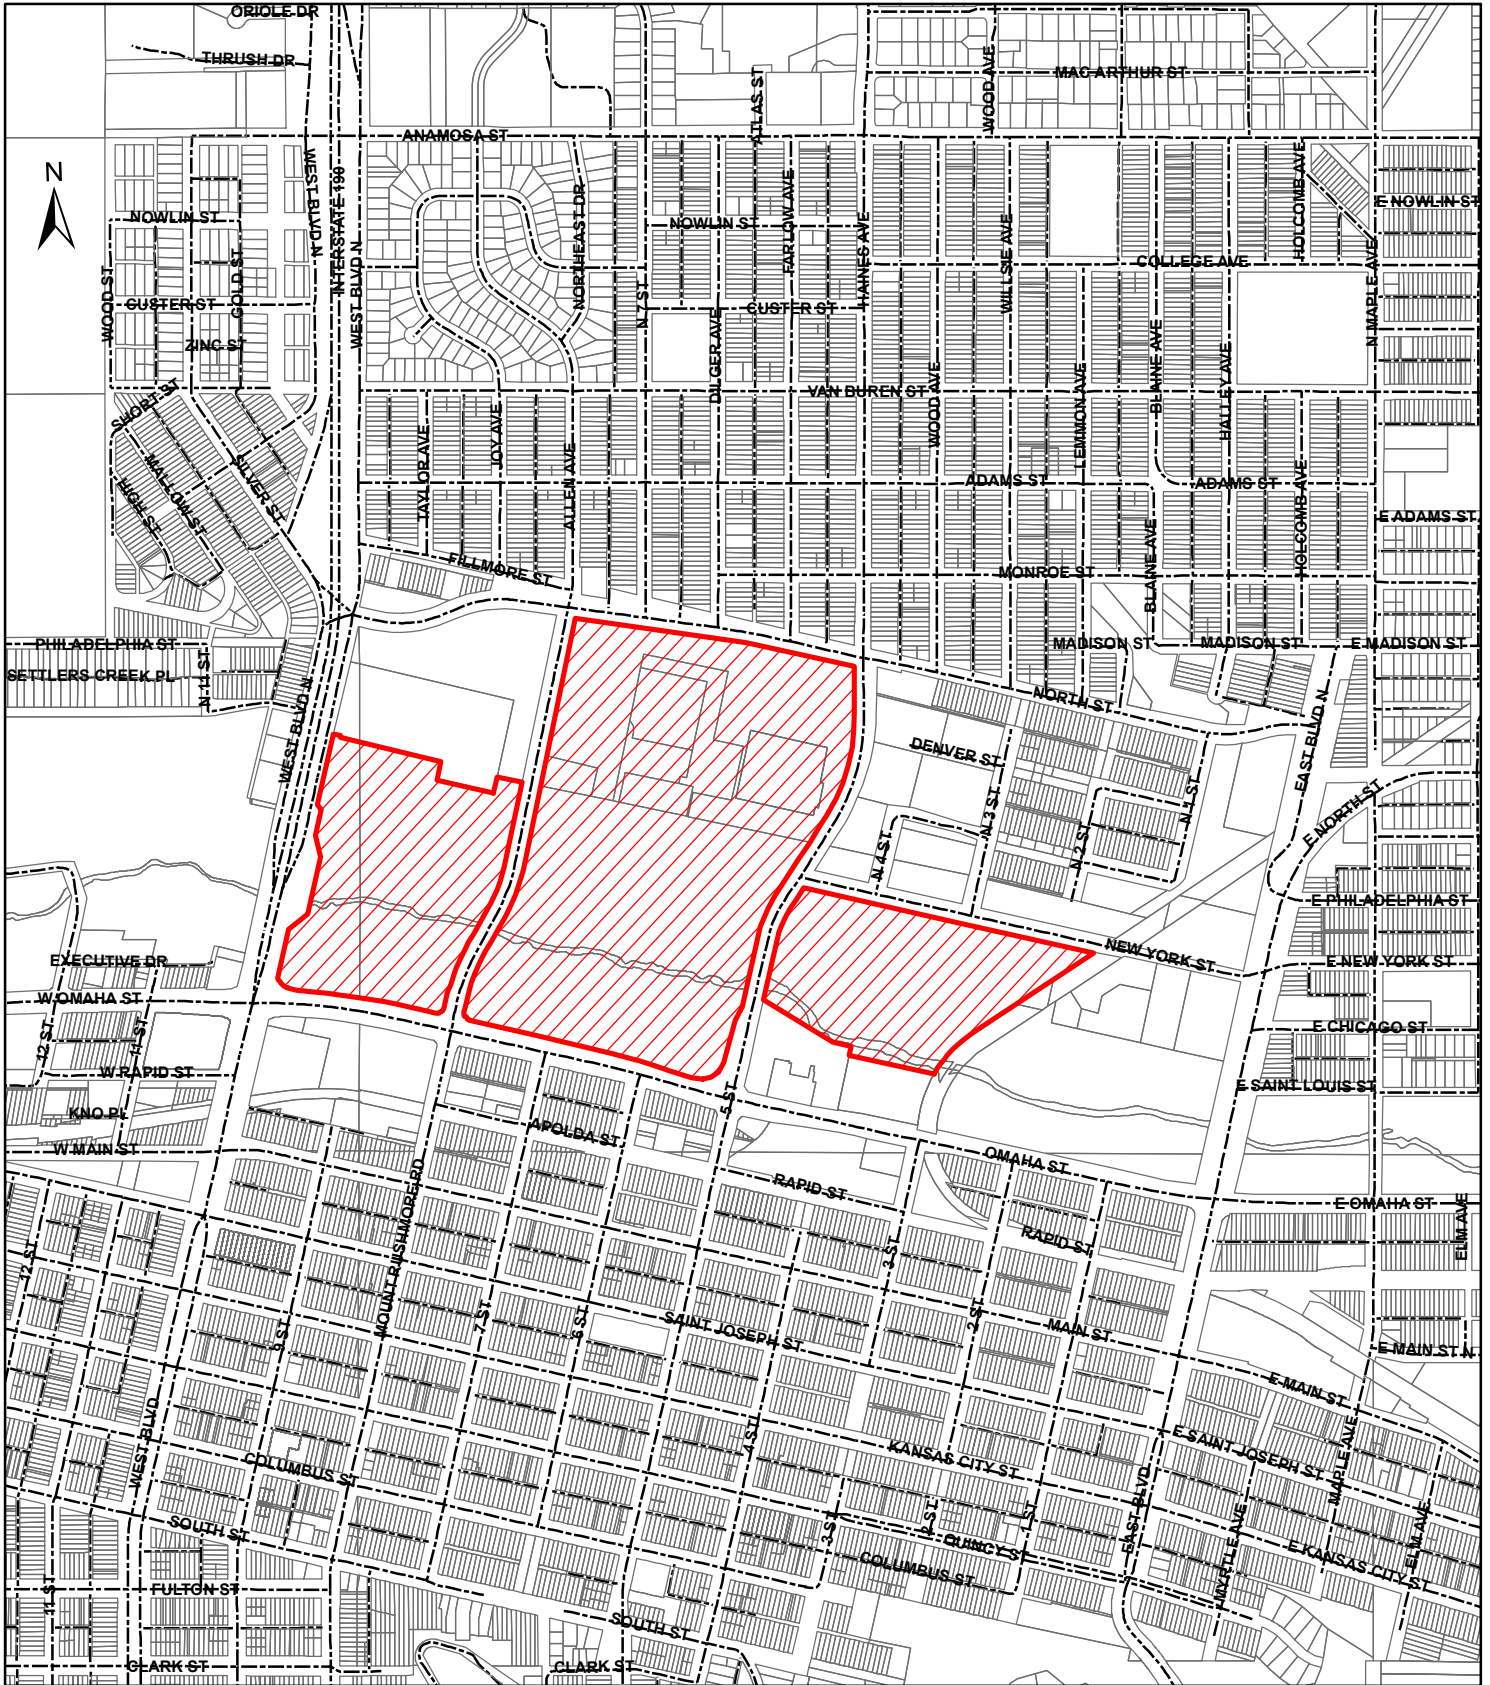 ORIOLE DR
THRUSH DR
WOOD AVE
MAC ARTHUR ST
ATLAS ST
ANAMOSA ST
N
WEST BLVD N
INTERSTATE 190
WEST BLVD N
NORTHEAST DR
FARLOW AVE
HOLCOMB AVE
NOWLIN ST
NOWLIN ST
E NOWLIN ST
HAINES AVE
WILLSIE AVE
GOLD ST
COLLEGE AVE
N MAPLE AVE
WOOD ST
CUSTER ST
N 7 ST
CUSTER ST
DILGER AVE
ZINC ST
BLAINE AVE
HALLEY AVE
SHORT ST
VAN BUREN ST
WOOD AVE
LEMMON AVE
TAYLOR AVE
JOY AVE
ALLEN AVE
MALLOW ST
SILVER ST
HIGH ST
ADAMS ST
ADAMS ST
HOLCOMB AVE
E ADAMS ST
FILLMORE ST
MONROE ST
BLAINE AVE
PHILADELPHIA ST
MADISON ST
MADISON ST
E MADISON ST
SETTLERS CREEK PL
N 11 ST
WEST BLVD N
NORTH ST
EAST BLVD N
DENVER ST
N 3 ST
N 1 ST
N 4 ST
N 2 ST
E NORTH ST
E PHILADELPHIA ST
EXECUTIVE DR
NEW YORK ST
E NEW YORK ST
W OMAHA ST
12 ST
11 ST
E CHICAGO ST
W RAPID ST
E SAINT LOUIS ST
KNO PL
5 ST
APOLDA ST
W MAIN ST
OMAHA ST
RAPID ST
MOUNT RUSHMORE RD
E OMAHA ST
ELM AVE
RAPID ST
3 ST
12 ST
9 ST
7 ST
6 ST
SAINT JOSEPH ST
2 ST
MAIN ST
E MAIN ST N
E MAIN ST
WEST BLVD
4 ST
COLUMBUS ST
KANSAS CITY ST
E SAINT JOSEPH ST
MAPLE AVE
EAST BLVD
SOUTH ST
3 ST
2 ST
1 ST
QUINCY ST
COLUMBUS ST
MYRTLE AVE
ELM AVE
E KANSAS CITY ST
11 ST
FULTON ST
SOUTH ST
CLARK ST
CLARK ST